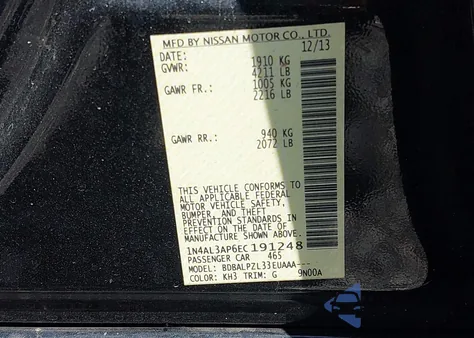 MFD BY NISSAN MOTOR CO., LTD.
DATE: 12/13
GVWR: 1910 KG
4211 LB
GAWR FR.: 1005 KG
2216 LB
GAWR RR.: 940 KG
2072 LB
THIS VEHICLE CONFORMS TO
ALL APPLICABLE FEDERAL
MOTOR VEHICLE SAFETY,
BUMPER, AND THEFT
PREVENTION STANDARDS IN
EFFECT ON THE DATE OF
MANUFACTURE SHOWN ABOVE.
1N4AL3AP6EC191248
PASSENGER CAR 465
MODEL: BDBALPZL33EUAAA---
COLOR: KH3 TRIM: G 9N00A